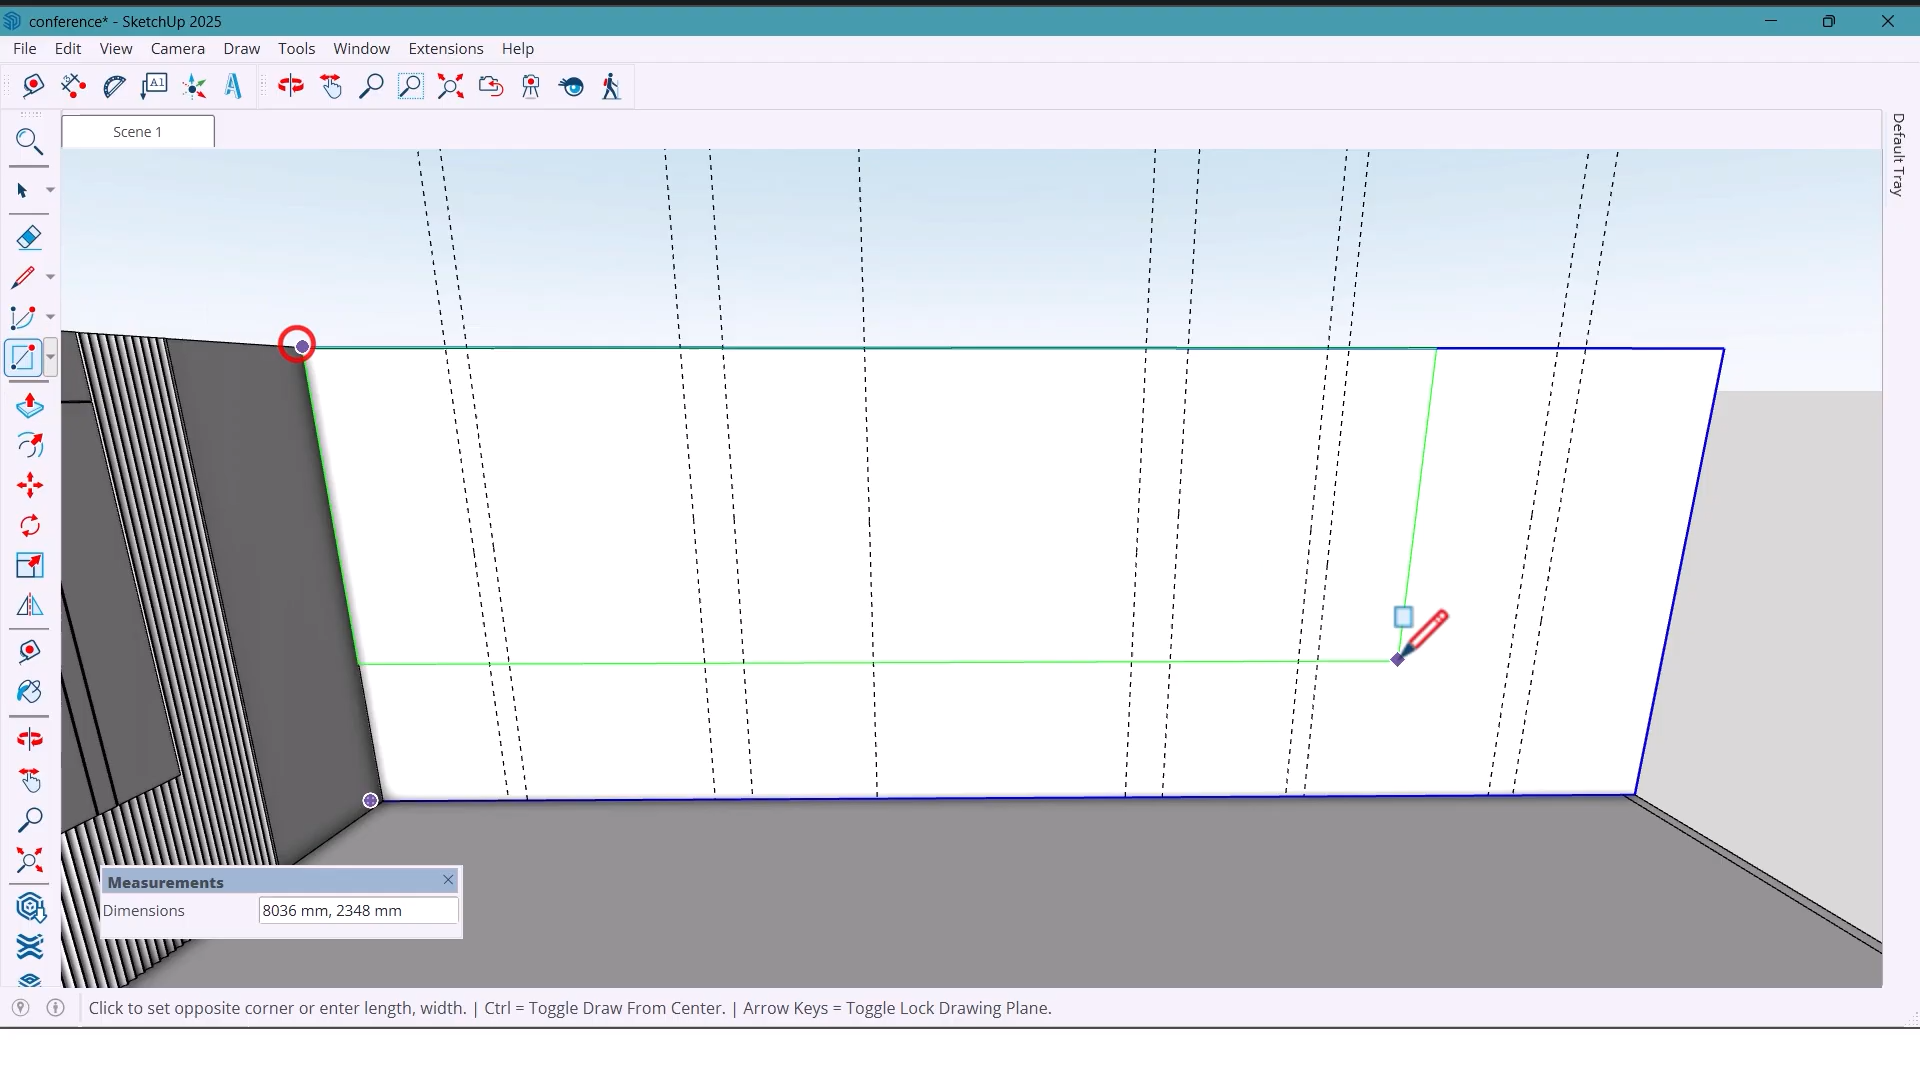 conference* - SketchUp 2025
File Edit View Camera Draw Tools Window Extensions Help
A1
Scene 1
Default Tray
Measurements
Dimensions 8036 mm, 2348 mm
Click to set opposite corner or enter length, width. | Ctrl = Toggle Draw From Center. | Arrow Keys = Toggle Lock Drawing Plane.